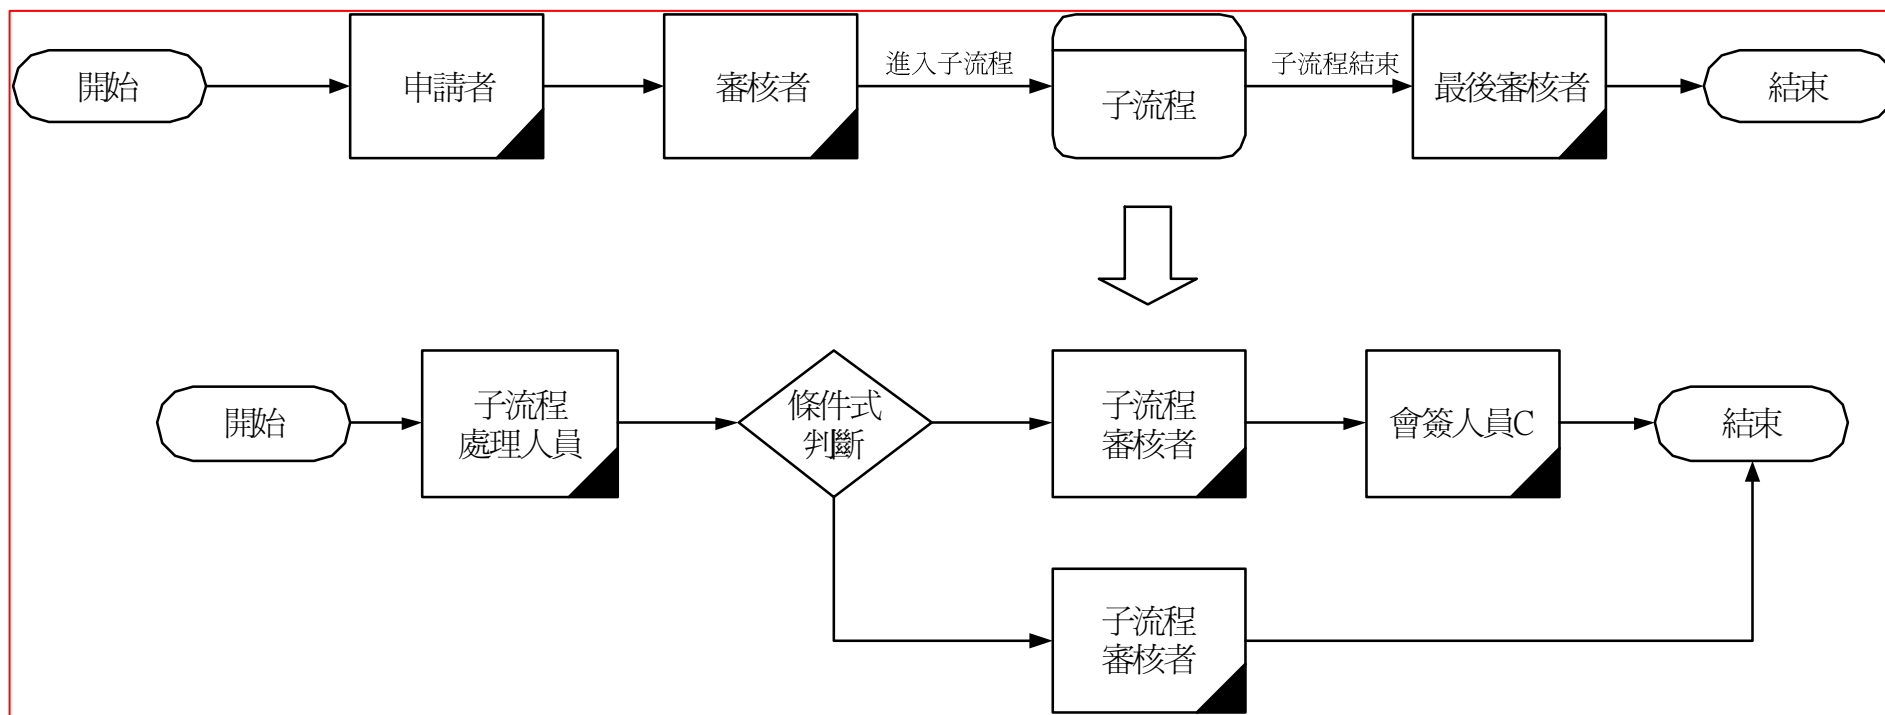 開始
申請者
審核者
進入子流程
子流程
子流程結束
最後審核者
結束
開始
子流程
處理人員
條件式
判斷
子流程
審核者
會簽人員C
結束
子流程
審核者